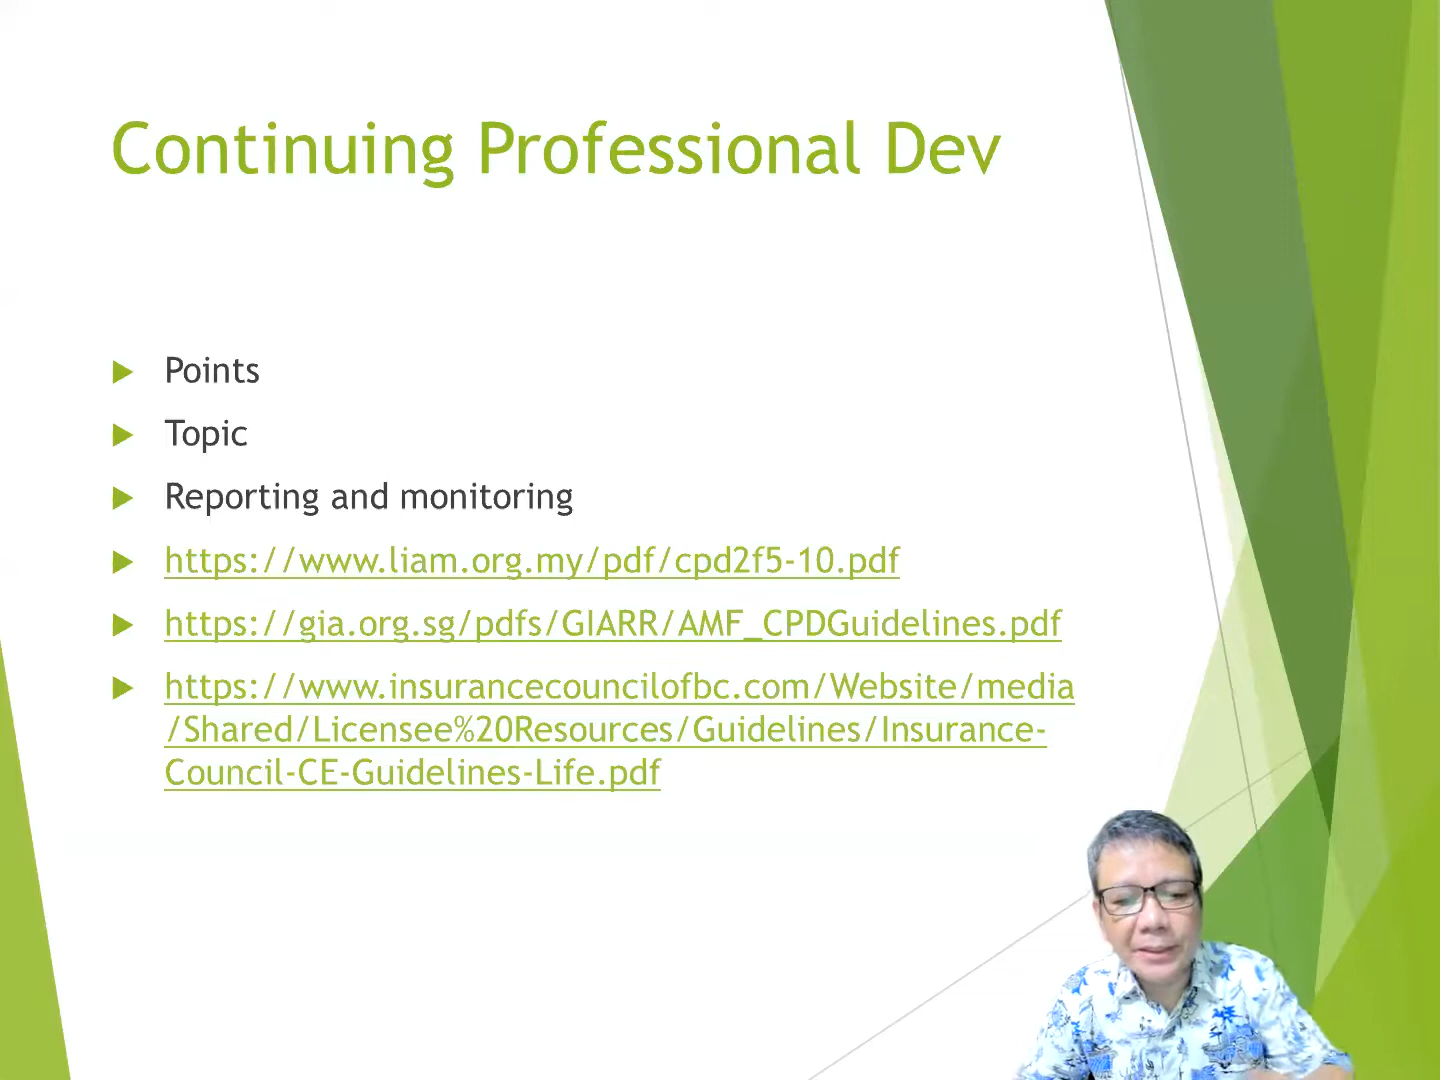 Continuing Professional Dev
Points
Topic
Reporting and monitoring
https://www.liam.org.my/pdf/cpd2f5-10.pdf
https://gia.org.sg/pdfs/GIARR/AMF_CPDGuidelines.pdf
https://www.insurancecouncilofbc.com/Website/media
/Shared/Licensee%20Resources/Guidelines/Insurance-
Council-CE-Guidelines-Life.pdf